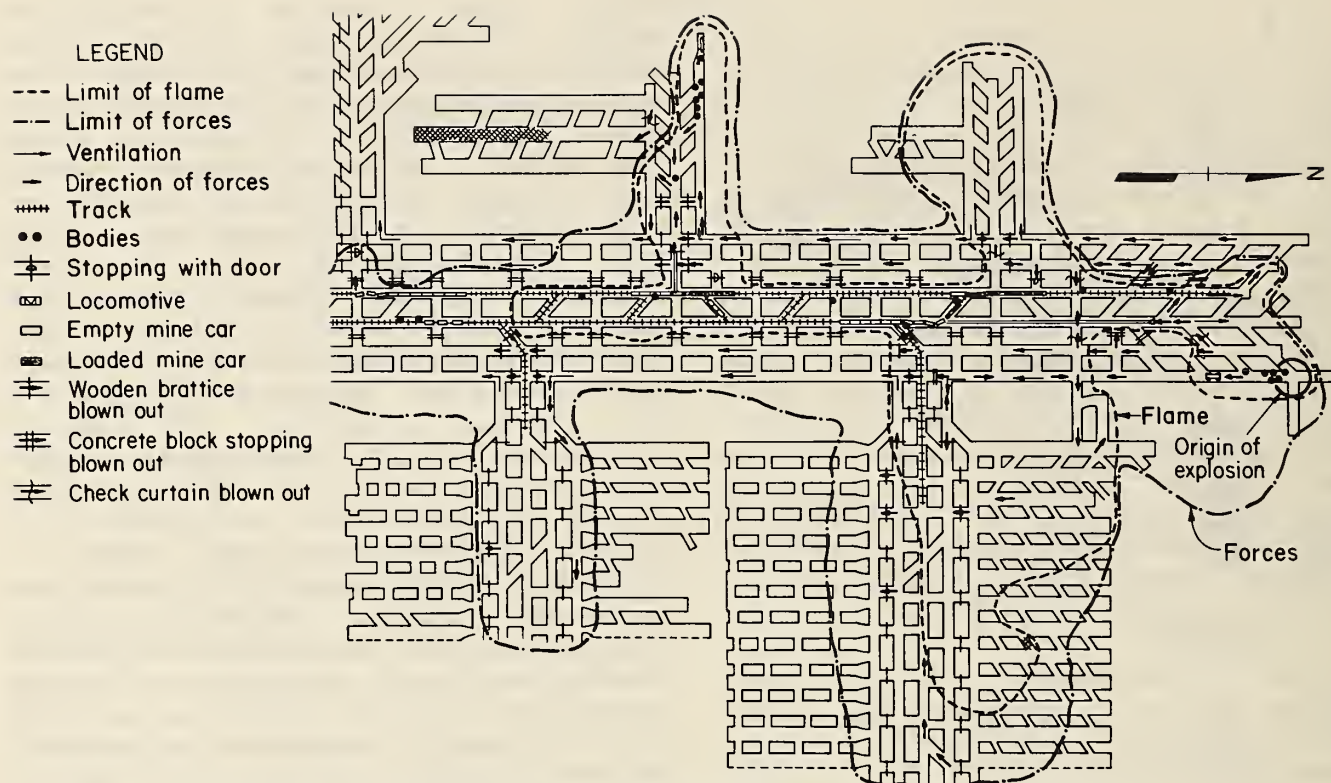 LEGEND
Limit of flame
Limit of forces
Ventilation
Direction of forces
Track
Bodies
Stopping with door
Locomotive
Empty mine car
Loaded mine car
Wooden brattice
blown out
Concrete block stopping
blown out
Check curtain blown out
N
Flame
Origin of
explosion
Forces